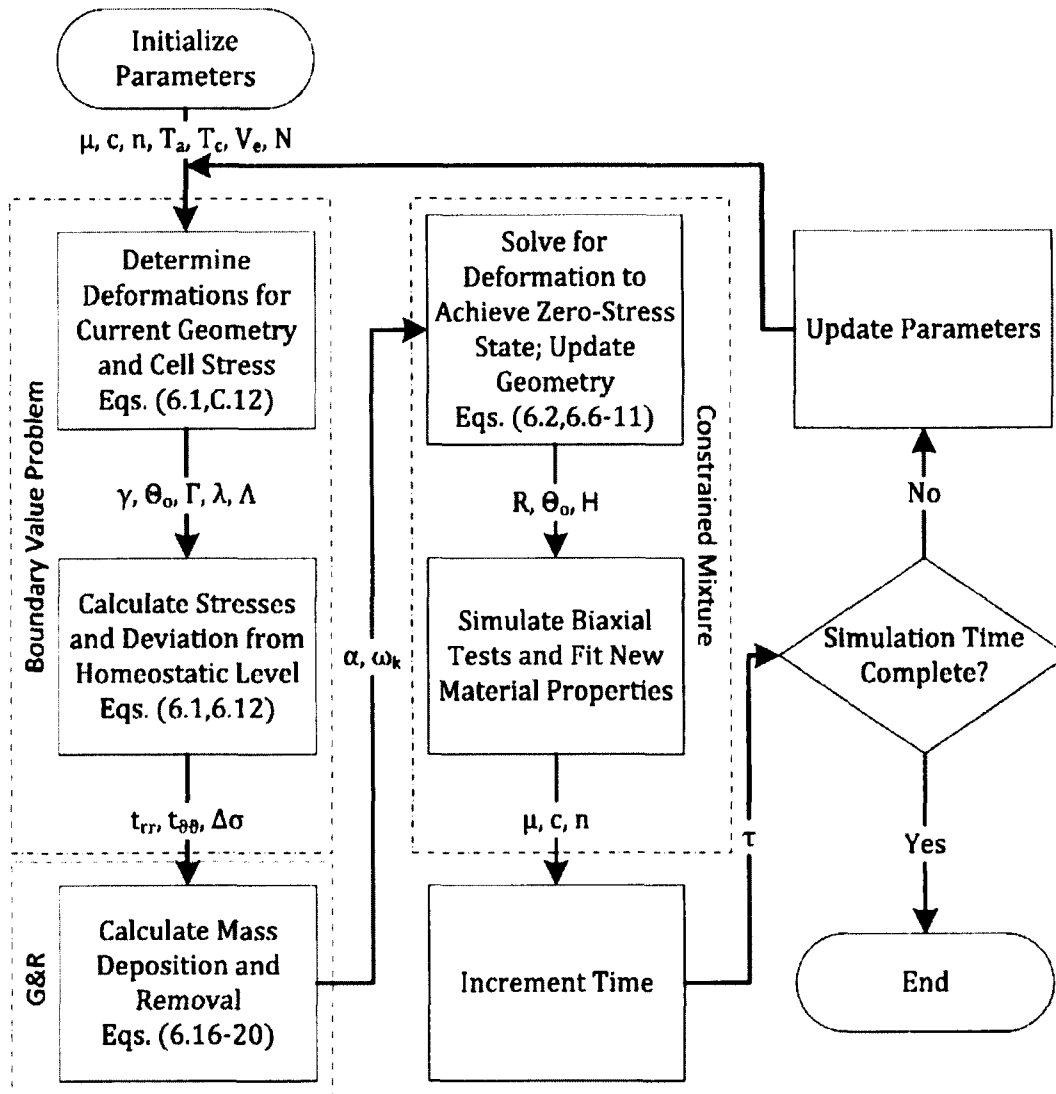 Initialize
Parameters
μ, c, n, Tₐ, T_c, Vₑ, N
Boundary Value Problem
Determine
Deformations for
Current Geometry
and Cell Stress
Eqs. (6.1,C.12)
γ, Θₒ, Γ, λ, Λ
Calculate Stresses
and Deviation from
Homeostatic Level
Eqs. (6.1,6.12)
t_rr, t_ϑϑ, Δσ
G&R
Calculate Mass
Deposition and
Removal
Eqs. (6.16-20)
α, ωₖ
Constrained Mixture
Solve for
Deformation to
Achieve Zero-Stress
State; Update
Geometry
Eqs. (6.2,6.6-11)
R, Θₒ, H
Simulate Biaxial
Tests and Fit New
Material Properties
μ, c, n
Increment Time
τ
Simulation Time
Complete?
No
Update Parameters
Yes
End